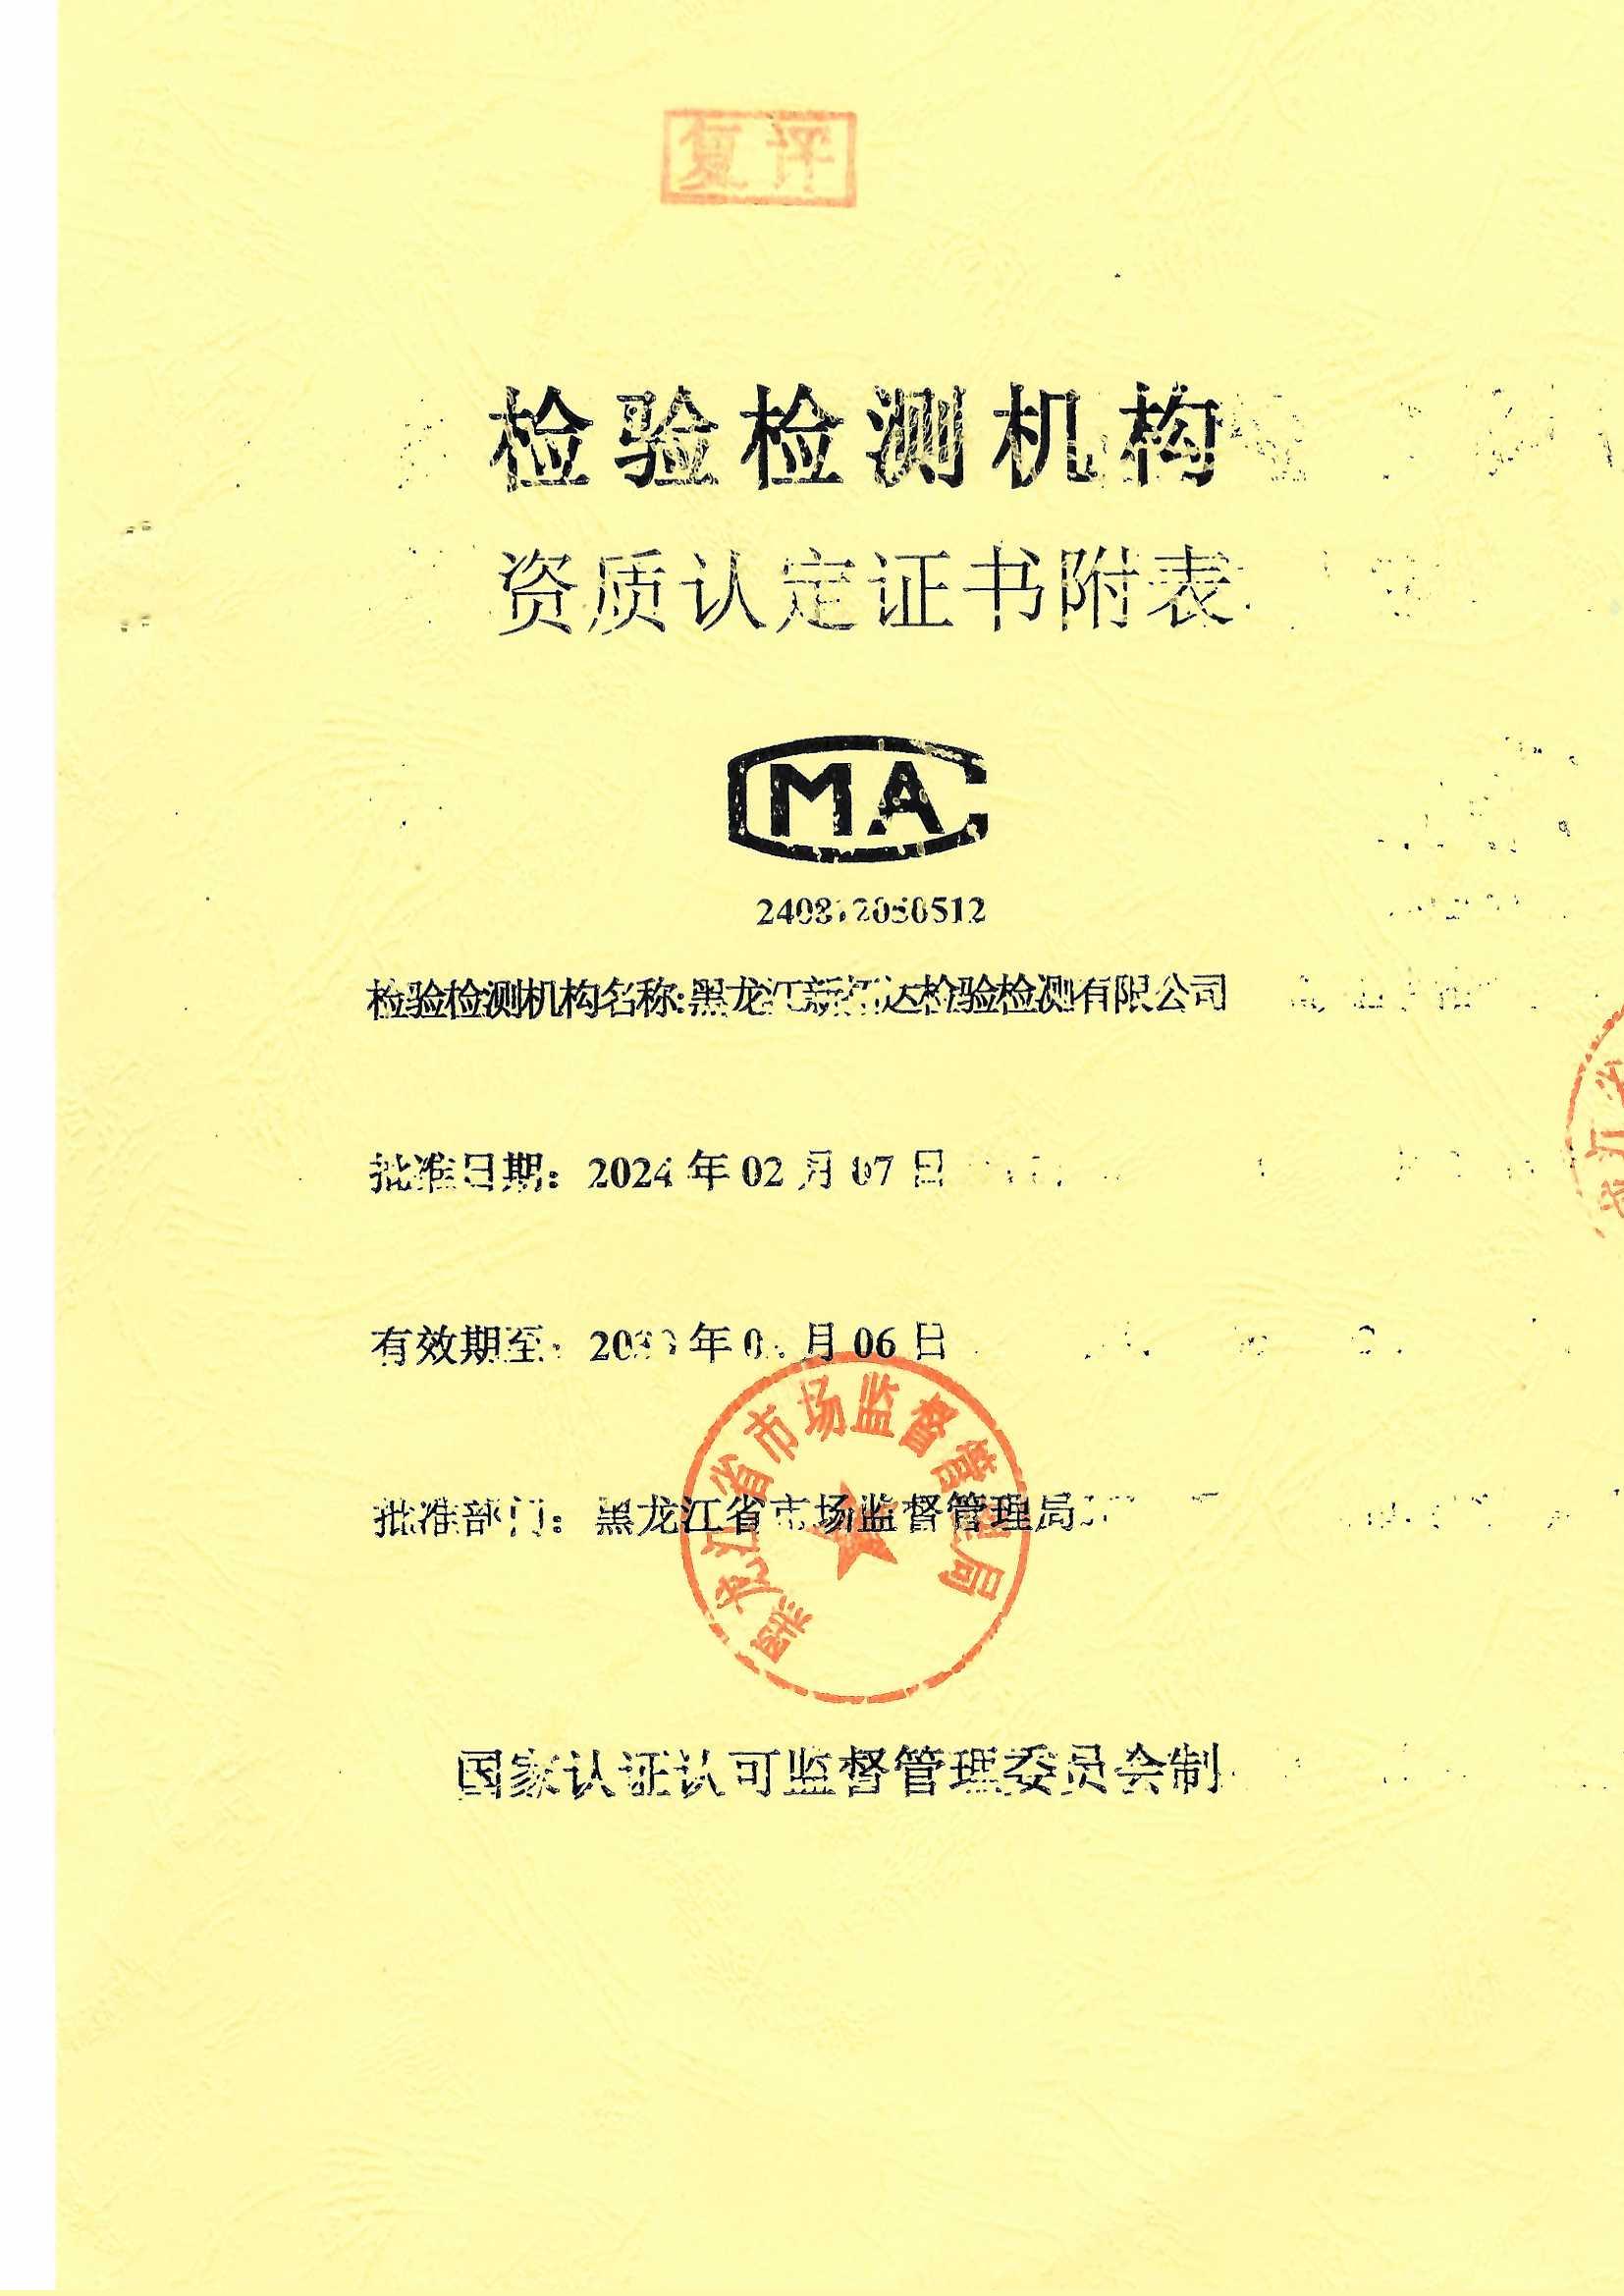 复评
检验检测机构
资质认定证书附表
MA
2408 2050512
检验检测机构名称:黑龙江新 达检验检测有限公司
批准日期：2024年02月07日
有效期至： 年 月06日
黑龙江省市场监督管理局
批准部门：黑龙江省市场监督管理局
国家认证认可监督管理委员会制